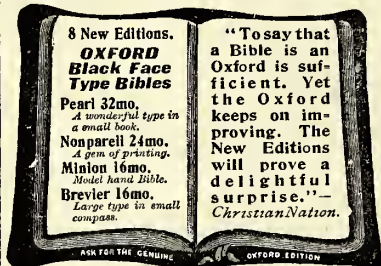 8 New Editions.
OXFORD
Black Face
Type Bibles
Pearl 32mo.
A wonderful type in
a small book.
Nonpareil 24mo.
A gem of printing.
Minion 16mo.
Model hand Bible.
Brevier 16mo.
Large type in small
compass.
"To say that
a Bible is an
Oxford is suf-
ficient. Yet
the Oxford
keeps on im-
proving. The
New Editions
will prove a
delightful
surprise."—
Christian Nation.
ASK FOR THE GENUINE OXFORD EDITION